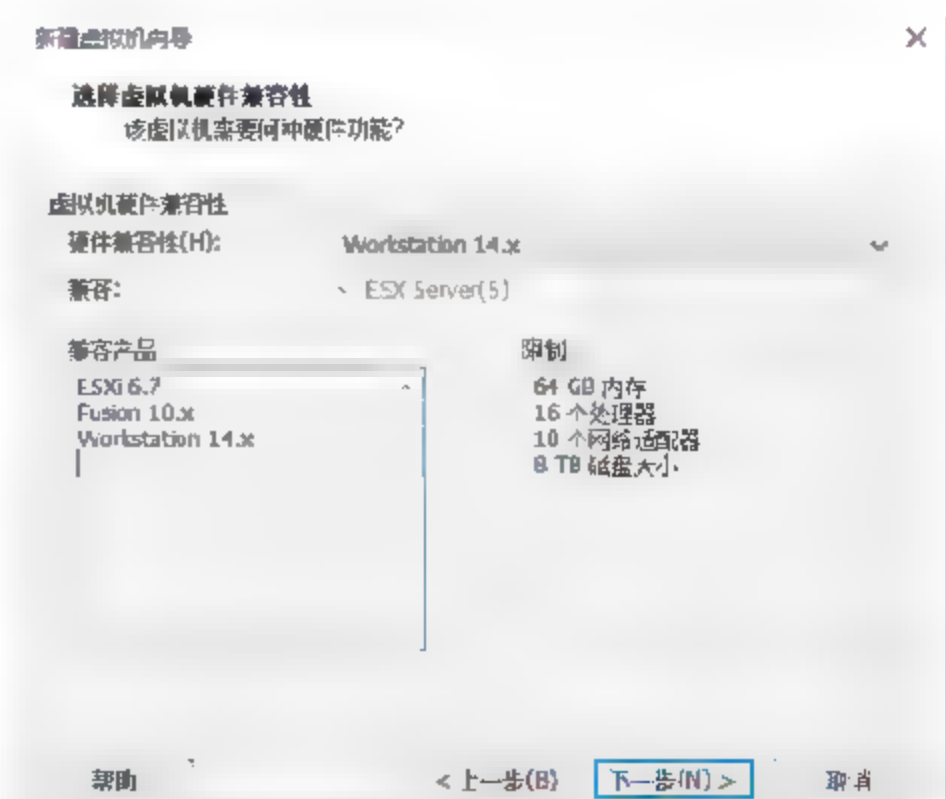 新建虚拟机向导
选择虚拟机硬件兼容性
该虚拟机需要何种硬件功能?
虚拟机硬件兼容性
硬件兼容性(H): Workstation 14.x
兼容: ESX Server(S)
兼容产品 限制
ESXi 6.7 64 GB 内存
Fusion 10.x 16 个处理器
Workstation 14.x 10 个网络适配器
8 TB 磁盘大小
帮助 < 上一步(B) 下一步(N) > 取消